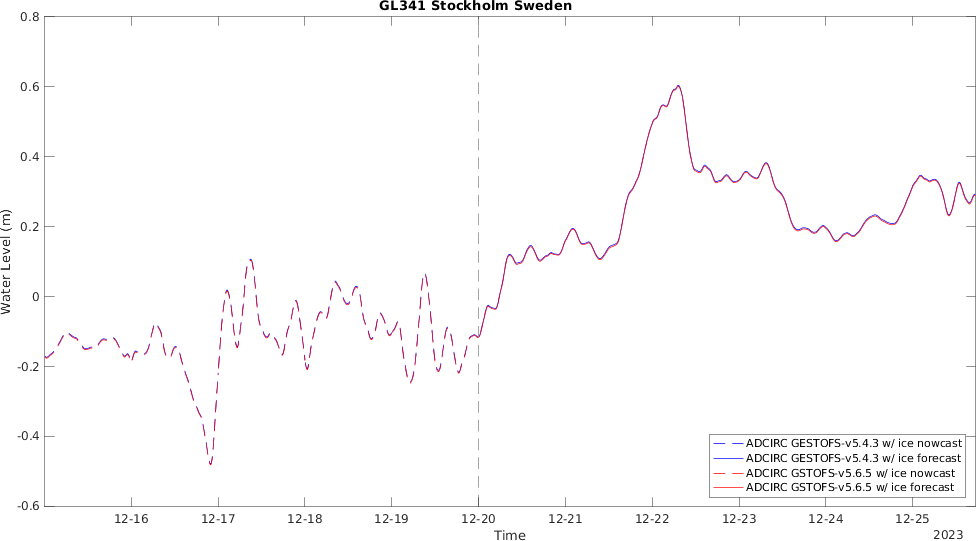 GL341 Stockholm Sweden
0.8
0.6
0.4
0.2
0
-0.2
-0.4
-0.6
Water Level (m)
ADCIRC GESTOFS-v5.4.3 w/ ice nowcast
ADCIRC GESTOFS-v5.4.3 w/ ice forecast
ADCIRC GSTOFS-v5.6.5 w/ ice nowcast
ADCIRC GSTOFS-v5.6.5 w/ ice forecast
12-16 12-17 12-18 12-19 12-20 12-21 12-22 12-23 12-24 12-25
Time
2023